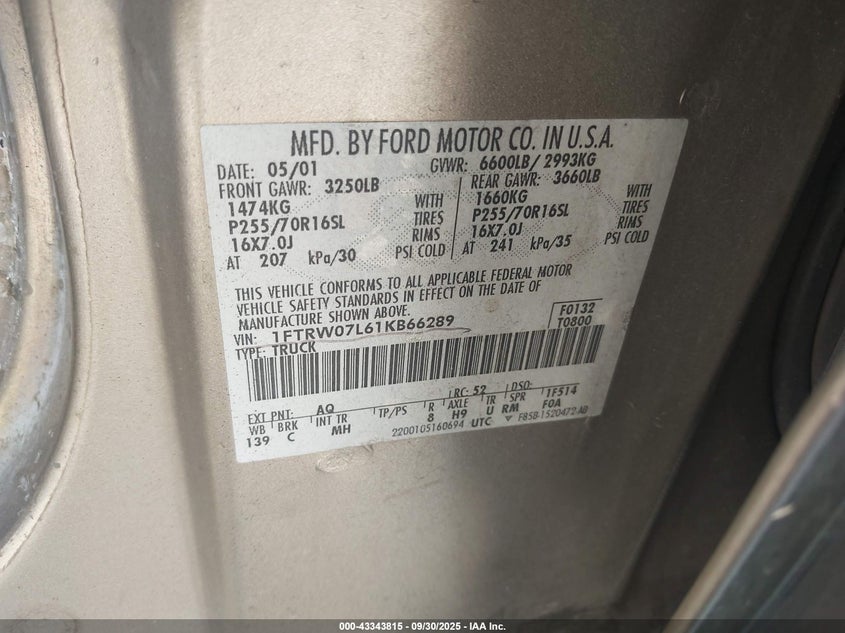 MFD. BY FORD MOTOR CO. IN U.S.A.
DATE: 05/01 GVWR: 6600LB/ 2993KG
FRONT GAWR: 3250LB REAR GAWR: 3660LB
1474KG WITH 1660KG WITH
P255/70R16SL TIRES P255/70R16SL TIRES
16X7.0J RIMS 16X7.0J RIMS
AT 207 kPa/30 PSI COLD AT 241 kPa/35 PSI COLD
THIS VEHICLE CONFORMS TO ALL APPLICABLE FEDERAL MOTOR
VEHICLE SAFETY STANDARDS IN EFFECT ON THE DATE OF
MANUFACTURE SHOWN ABOVE.
VIN: 1FTRW07L61KB66289 F0132
TYPE: TRUCK T0800
EXT PNT: AQ RC: 52 DSO: 1F514
WB BRK INT TR TP/PS R AXLE TR SPR
139 C MH 8 H9 U RM F0A
2200105160694 UTC F85B-1520472-AB
000-43343815 - 09/30/2025 - IAA Inc.